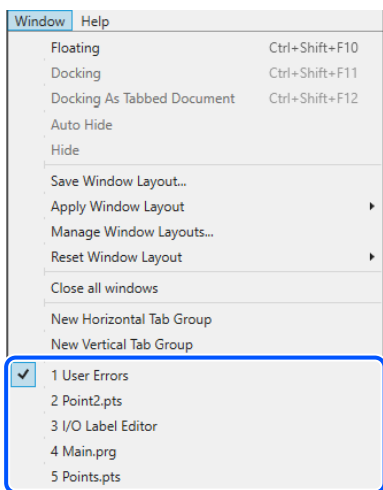 Window Help
Floating Ctrl+Shift+F10
Docking Ctrl+Shift+F11
Docking As Tabbed Document Ctrl+Shift+F12
Auto Hide
Hide
Save Window Layout...
Apply Window Layout
Manage Window Layouts...
Reset Window Layout
Close all windows
New Horizontal Tab Group
New Vertical Tab Group
1 User Errors
2 Point2.pts
3 I/O Label Editor
4 Main.prg
5 Points.pts